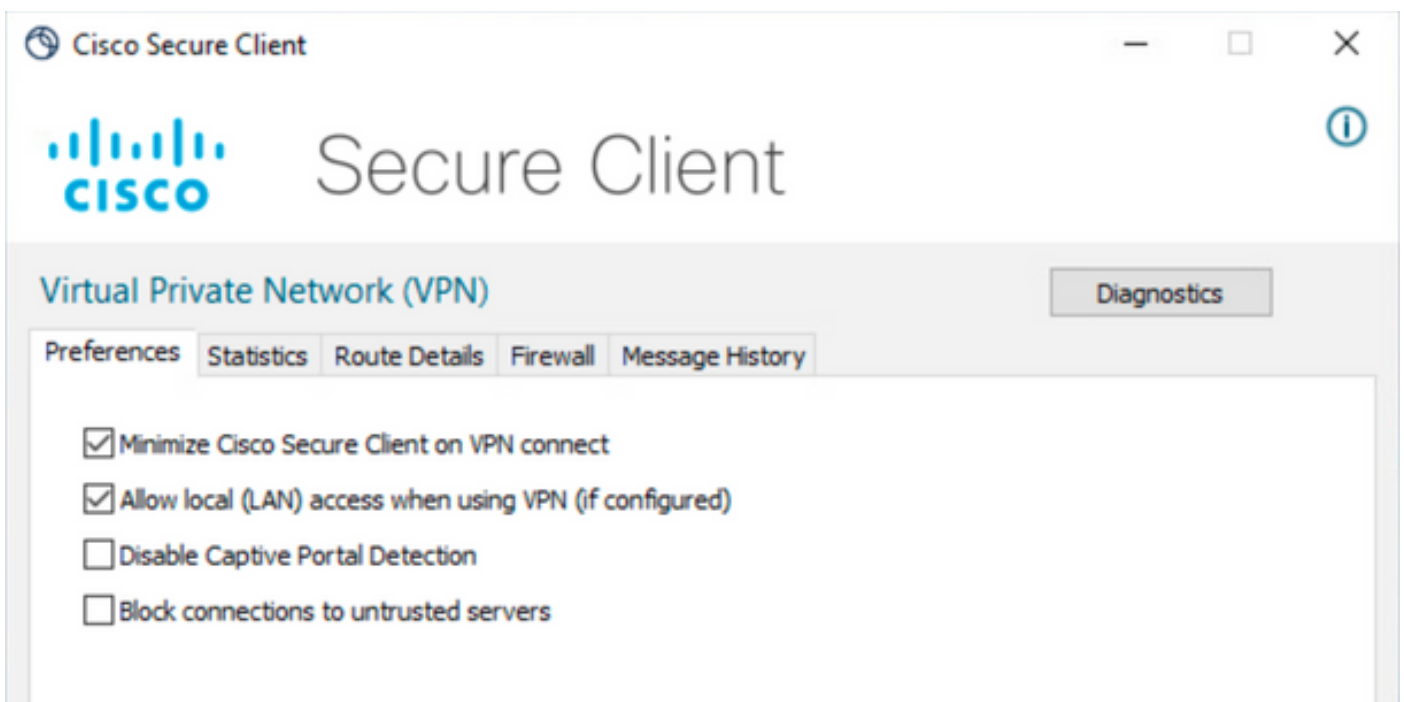 Cisco Secure Client
CISCO Secure Client
Virtual Private Network (VPN) Diagnostics
Preferences Statistics Route Details Firewall Message History
Minimize Cisco Secure Client on VPN connect
Allow local (LAN) access when using VPN (if configured)
Disable Captive Portal Detection
Block connections to untrusted servers